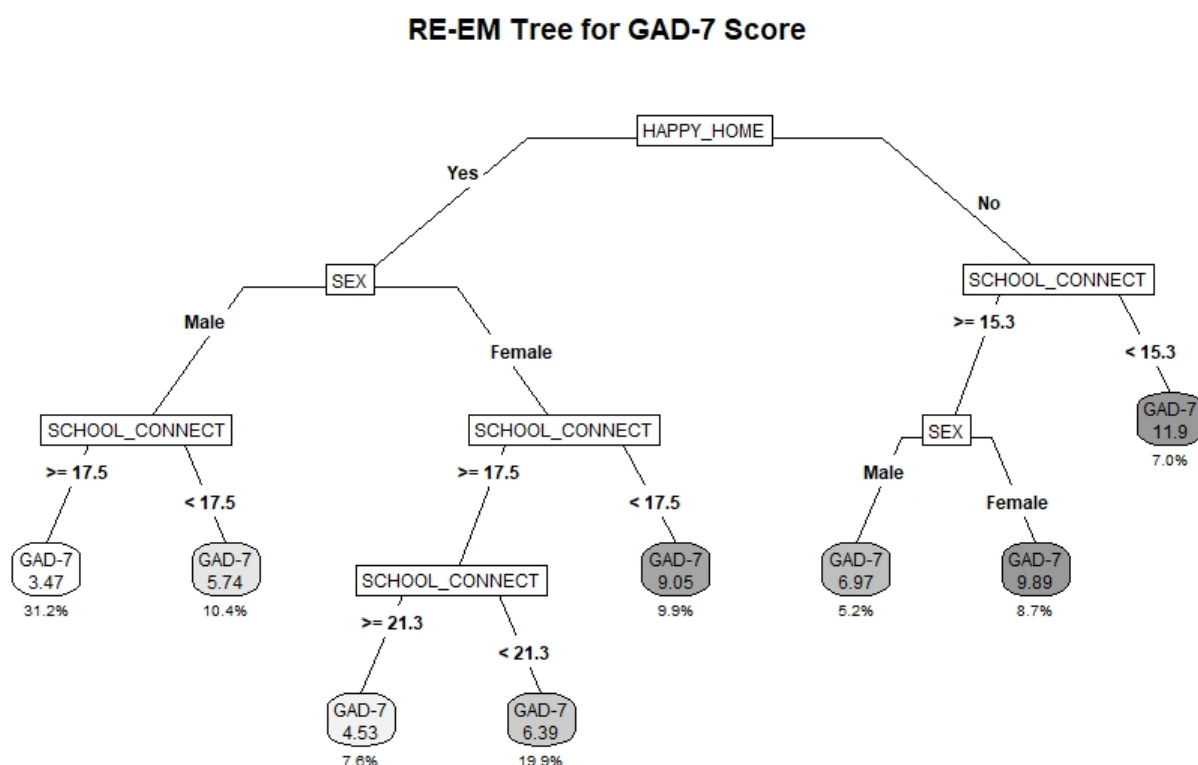 RE-EM Tree for GAD-7 Score
HAPPY_HOME
Yes
No
SEX
SCHOOL_CONNECT
Male
Female
>= 15.3
< 15.3
SCHOOL_CONNECT
SCHOOL_CONNECT
SEX
GAD-7
11.9
7.0%
>= 17.5
< 17.5
>= 17.5
< 17.5
Male
Female
GAD-7
3.47
31.2%
GAD-7
5.74
10.4%
SCHOOL_CONNECT
GAD-7
9.05
9.9%
GAD-7
6.97
5.2%
GAD-7
9.89
8.7%
>= 21.3
< 21.3
GAD-7
4.53
7.6%
GAD-7
6.39
19.9%